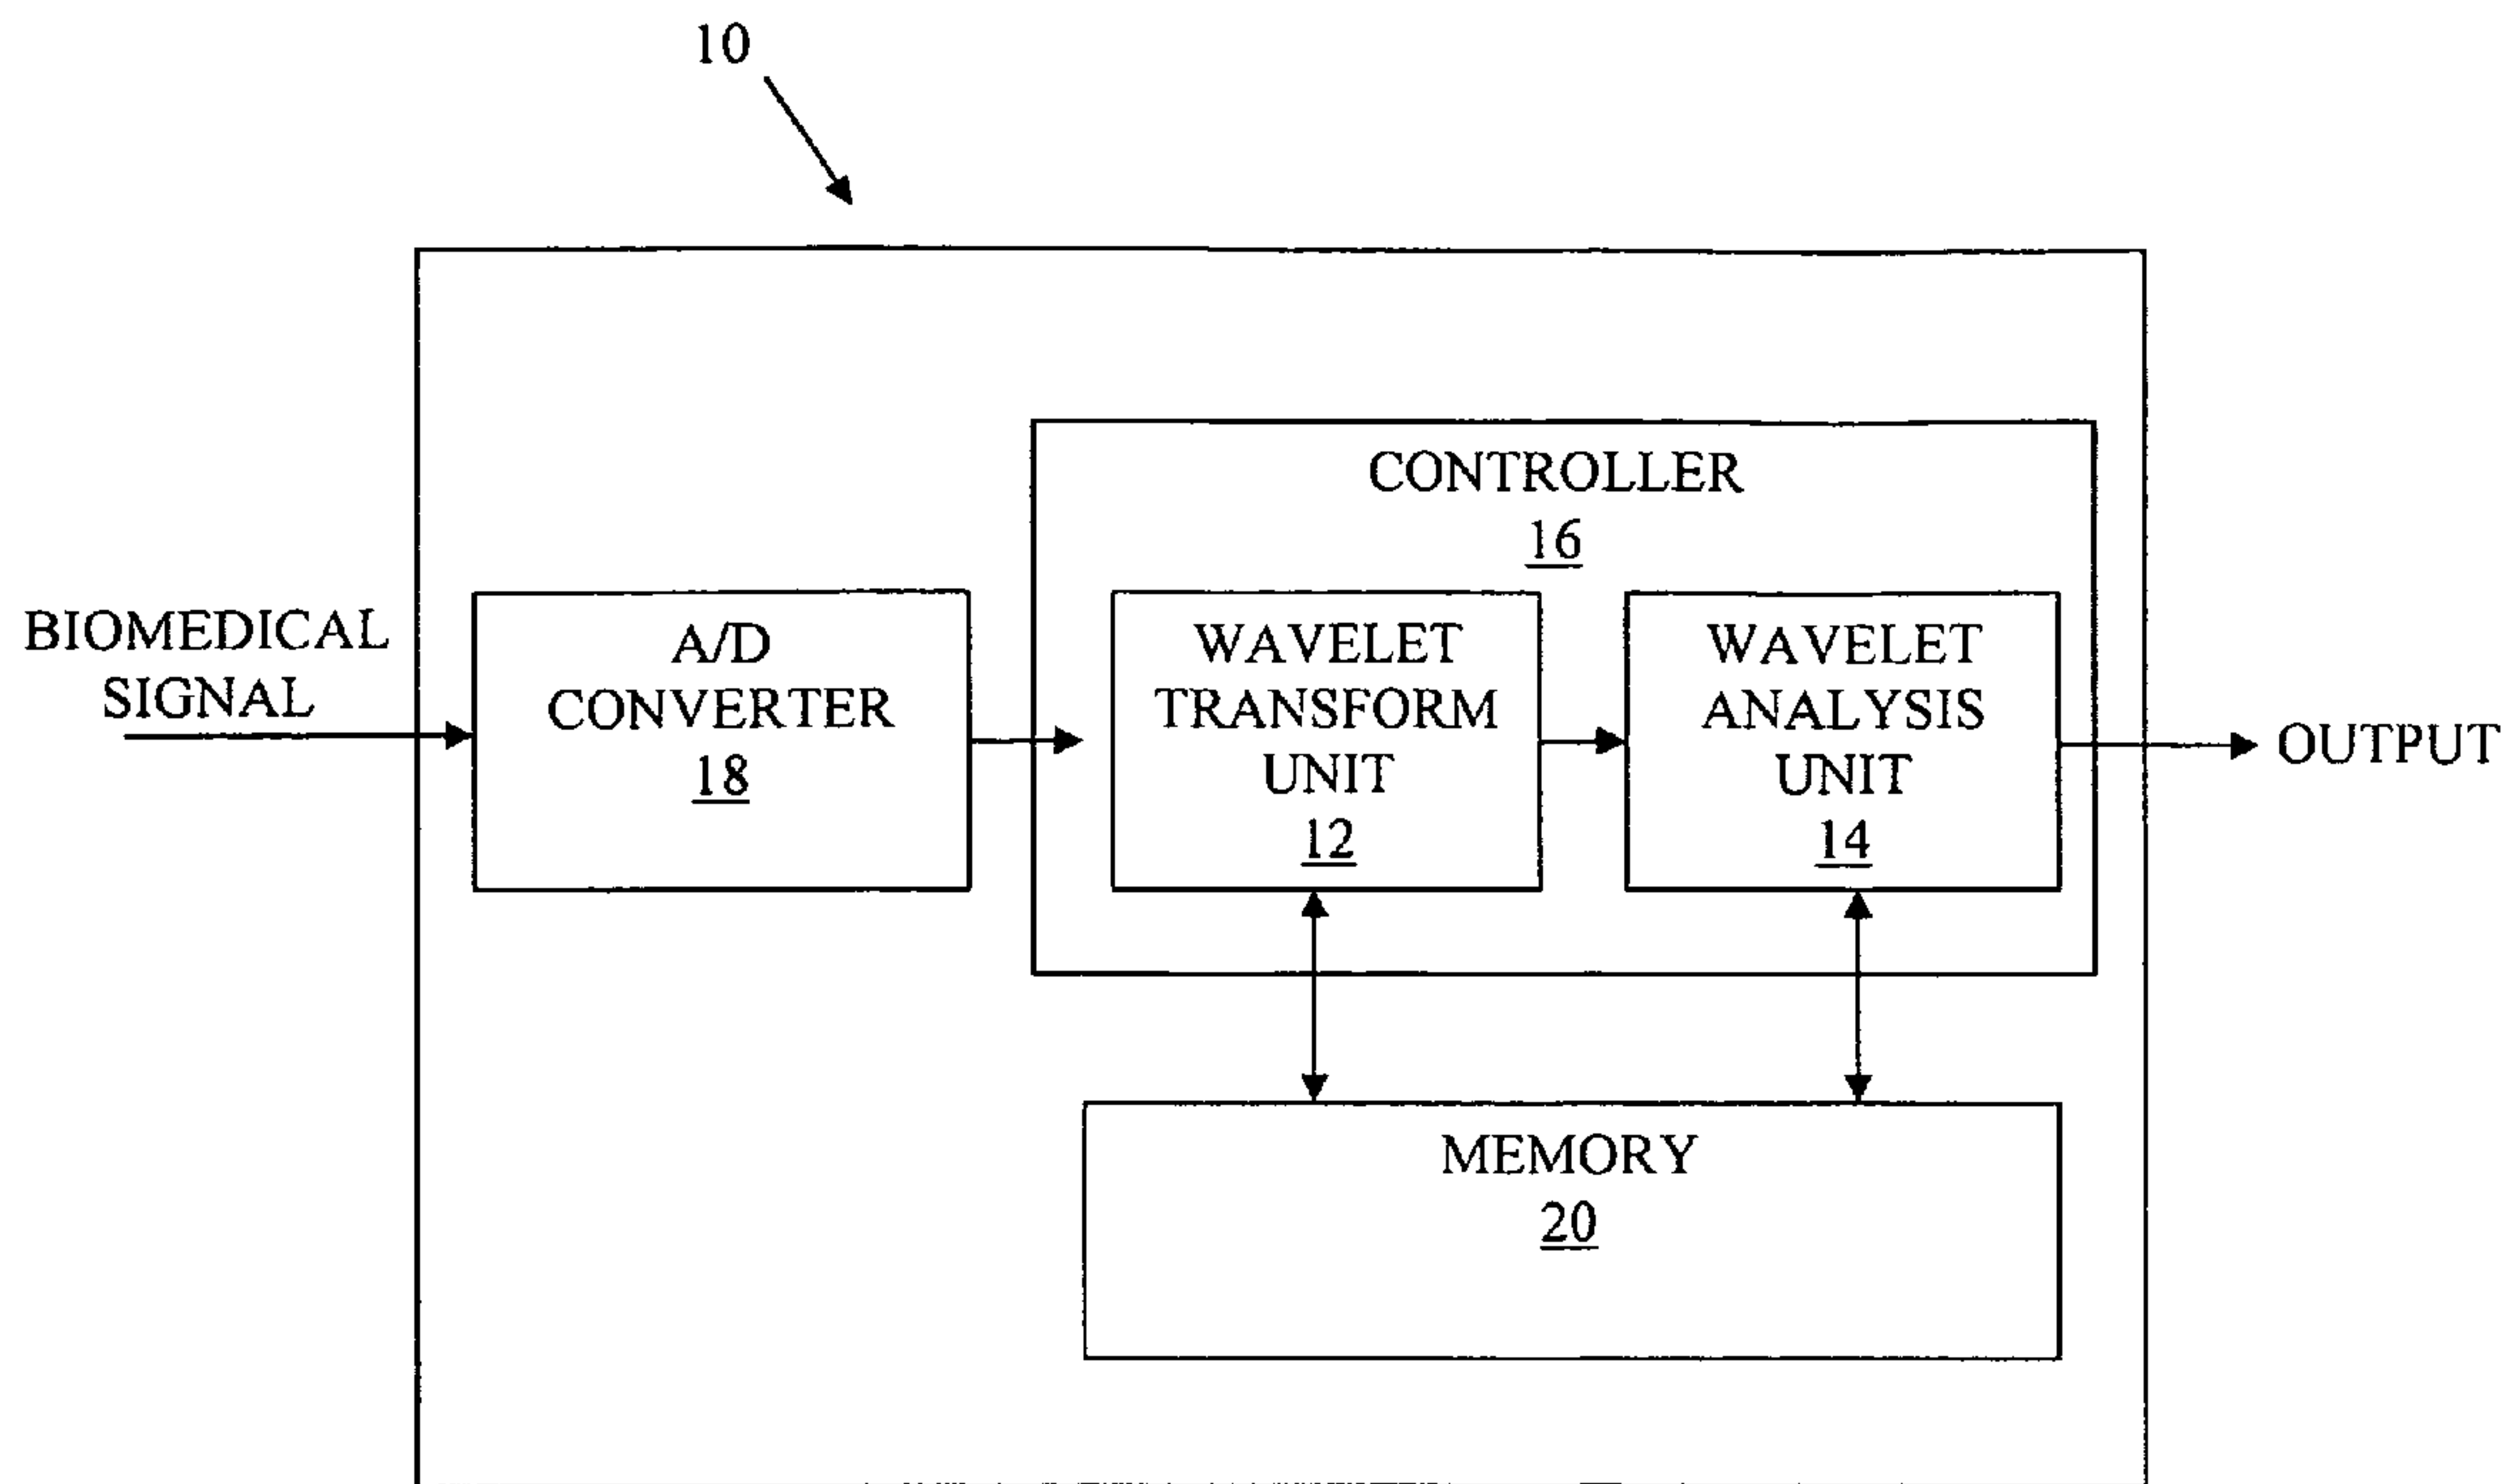 10
CONTROLLER
16
BIOMEDICAL
SIGNAL
A/D
CONVERTER
18
WAVELET
TRANSFORM
UNIT
12
WAVELET
ANALYSIS
UNIT
14
OUTPUT
MEMORY
20